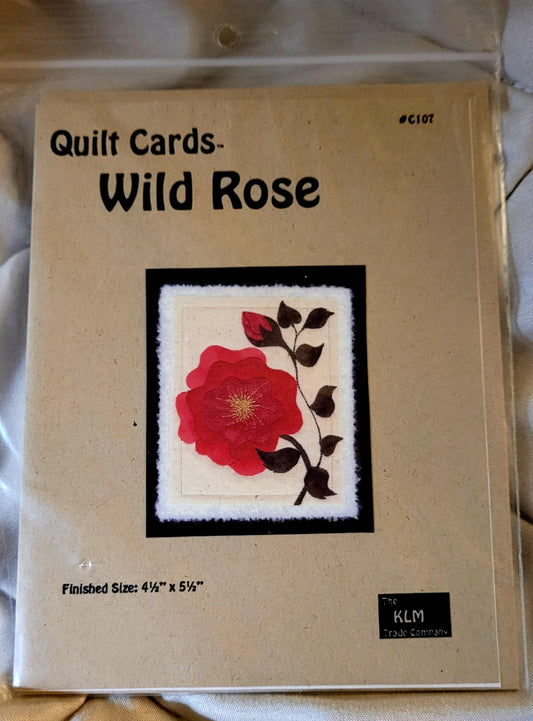 #C107
Quilt Cards™
Wild Rose
Finished Size: 4½" x 5½"
The
KLM
Trade Company